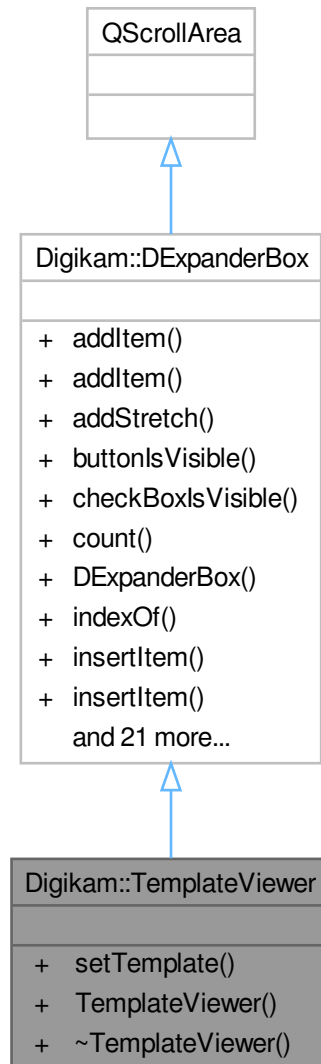 QScrollArea
Digikam::DExpanderBox
+ addItem()
+ addItem()
+ addStretch()
+ buttonIsVisible()
+ checkBoxIsVisible()
+ count()
+ DExpanderBox()
+ indexOf()
+ insertItem()
+ insertItem()
and 21 more...
Digikam::TemplateViewer
+ setTemplate()
+ TemplateViewer()
+ ~TemplateViewer()